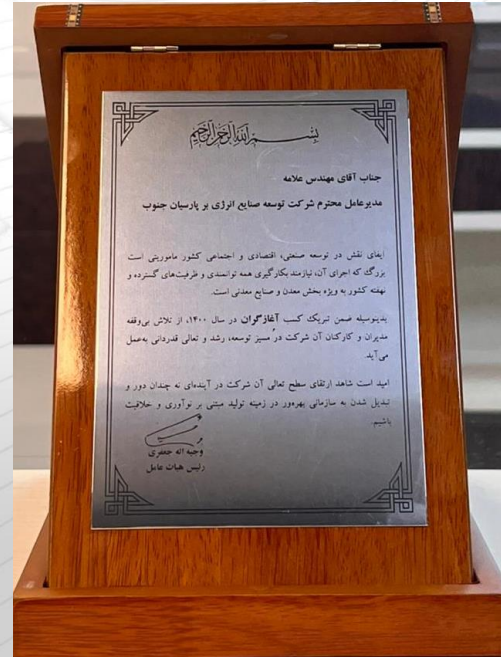 بسم الله الرحمن الرحیم
جناب آقای مهندس علامه
مدیرعامل محترم شرکت توسعه صنایع انرژی بر پارسیان جنوب
ایفای نقش در توسعه صنعتی، اقتصادی و اجتماعی کشور ماموریتی است
بزرگ که اجرای آن، نیازمند بکارگیری همه توانمندی و ظرفیت‌های گسترده و
نهفته کشور به ویژه بخش معدن و صنایع معدنی است.
بدینوسیله ضمن تبریک کسب آغازگران در سال ۱۴۰۰، از تلاش بی‌وقفه
مدیران و کارکنان آن شرکت در مسیر توسعه، رشد و تعالی قدردانی به‌عمل
می‌آید.
امید است شاهد ارتقای سطح تعالی آن شرکت در آینده‌ای نه چندان دور و
تبدیل شدن به سازمانی بهره‌ور در زمینه تولید مبتنی بر نوآوری و خلاقیت
باشیم.
وجیه اله جعفری
رئیس هیات عامل